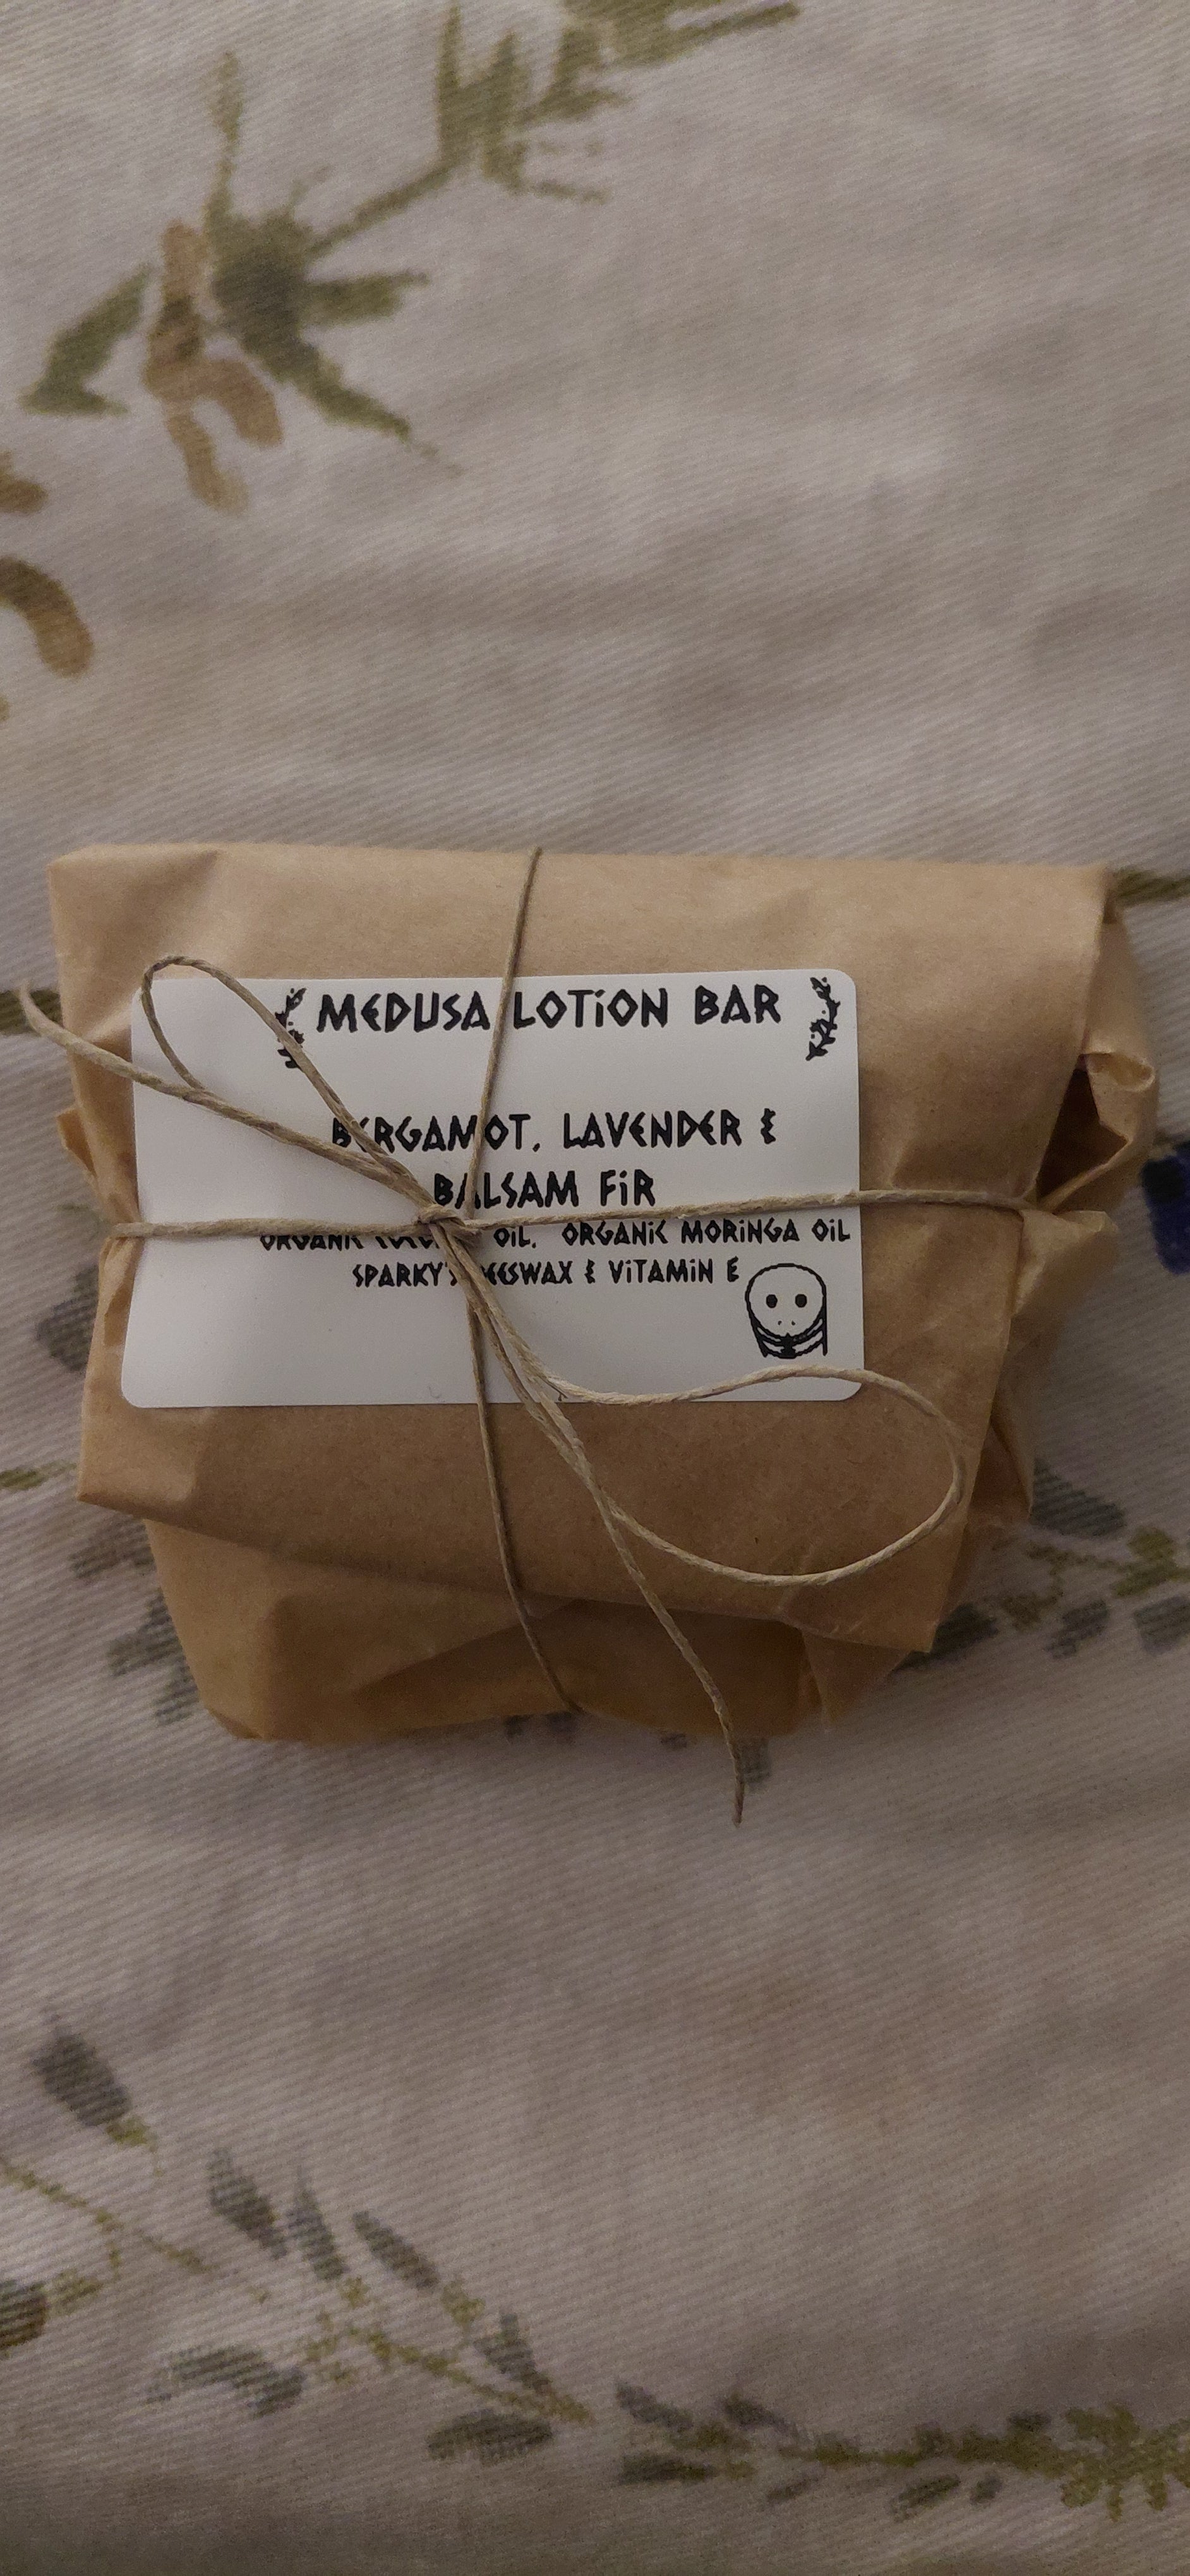 MEDUSA LOTION BAR
BERGAMOT, LAVENDER &
BALSAM FIR
ORGANIC OIL, ORGANIC MORINGA OIL
SPARKY'S BEESWAX & VITAMIN E